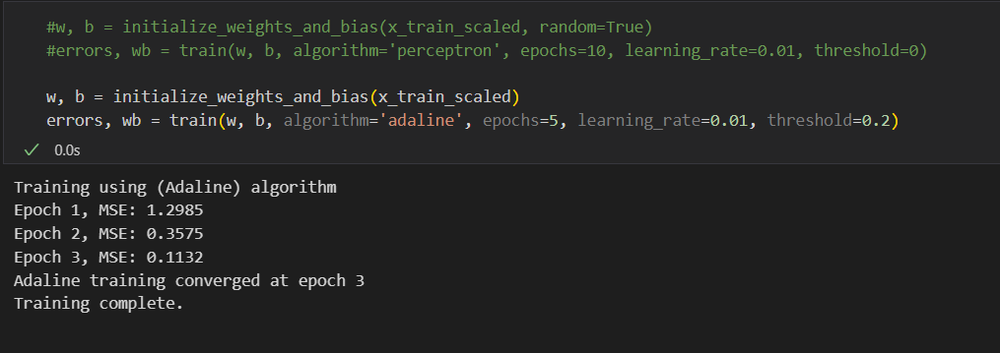 #w, b = initialize_weights_and_bias(x_train_scaled, random=True)
#errors, wb = train(w, b, algorithm='perceptron', epochs=10, learning_rate=0.01, threshold=0)
w, b = initialize_weights_and_bias(x_train_scaled)
errors, wb = train(w, b, algorithm='adaline', epochs=5, learning_rate=0.01, threshold=0.2)
0.0s
Training using (Adaline) algorithm
Epoch 1, MSE: 1.2985
Epoch 2, MSE: 0.3575
Epoch 3, MSE: 0.1132
Adaline training converged at epoch 3
Training complete.